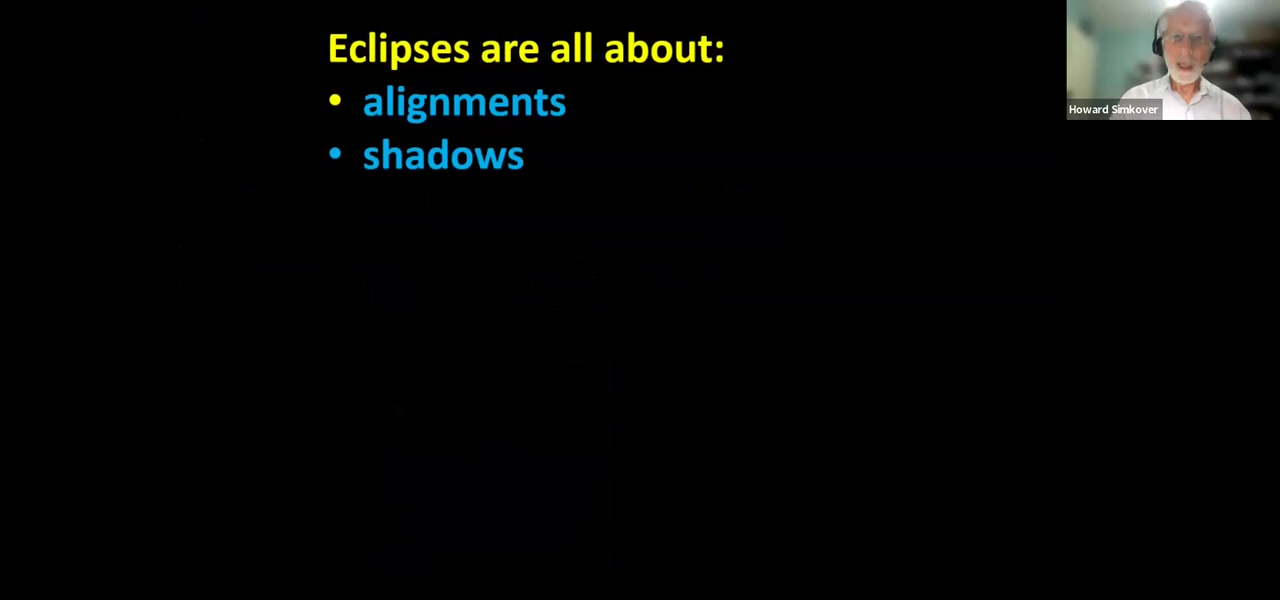 Eclipses are all about:
• alignments
• shadows
Howard Simkover